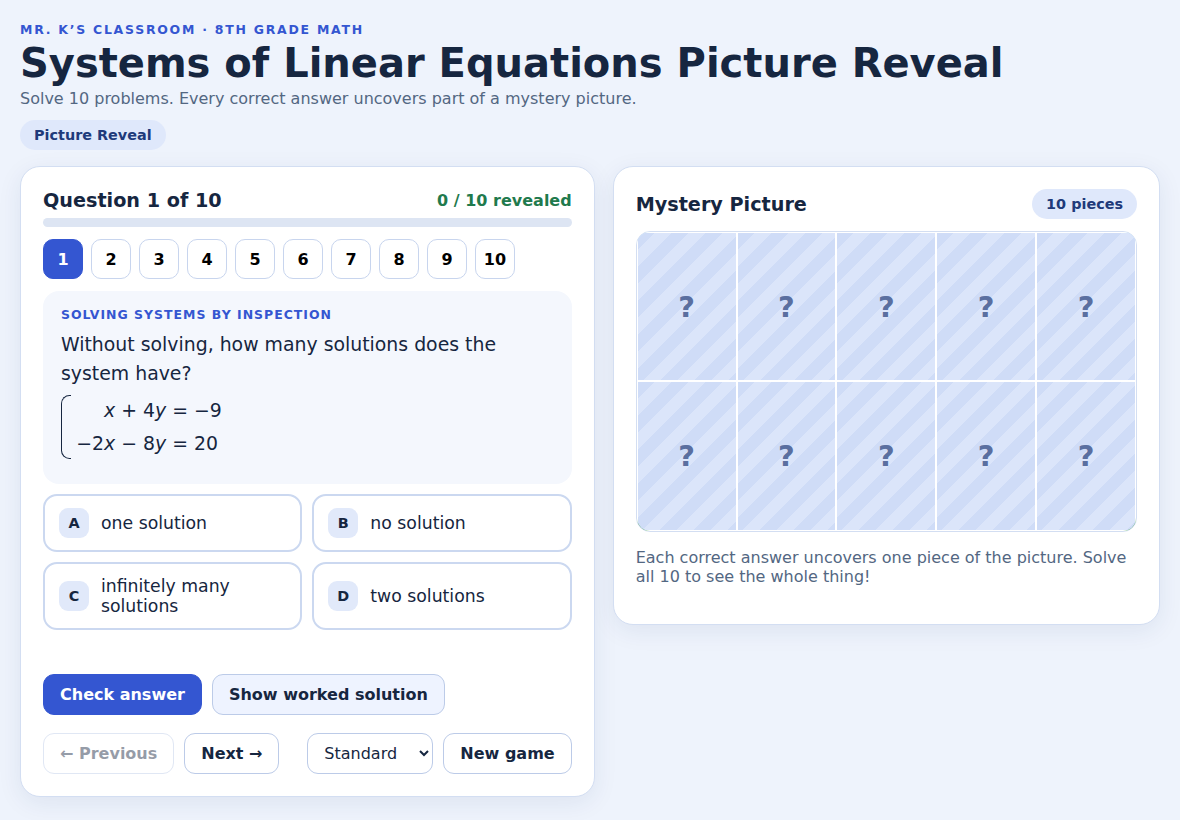 MR. K’S CLASSROOM · 8TH GRADE MATH
Systems of Linear Equations Picture Reveal
Solve 10 problems. Every correct answer uncovers part of a mystery picture.
Picture Reveal
Question 1 of 10
0 / 10 revealed
1 2 3 4 5 6 7 8 9 10
SOLVING SYSTEMS BY INSPECTION
Without solving, how many solutions does the
system have?
x + 4y = −9
−2x − 8y = 20
A one solution
B no solution
C infinitely many
solutions
D two solutions
Check answer
Show worked solution
← Previous
Next →
Standard
New game
Mystery Picture
10 pieces
? ? ? ? ?
? ? ? ? ?
Each correct answer uncovers one piece of the picture. Solve
all 10 to see the whole thing!